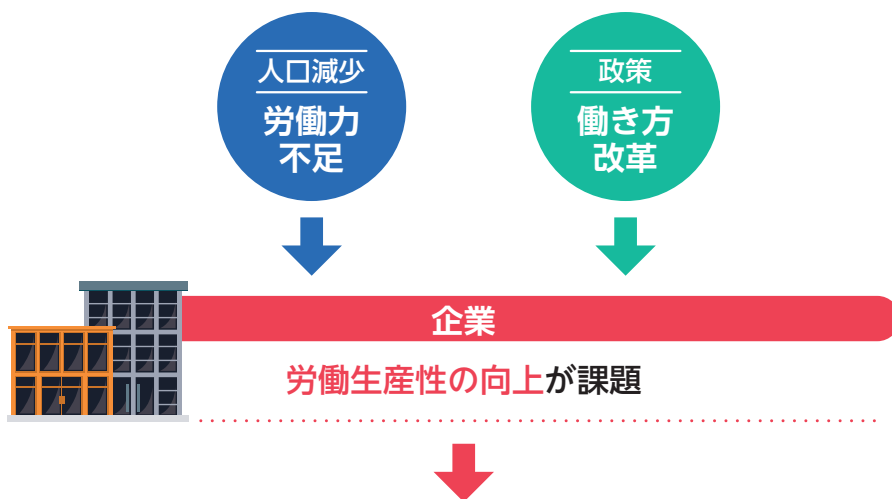 人口減少
労働力
不足
政策
働き方
改革
企業
労働生産性の向上が課題